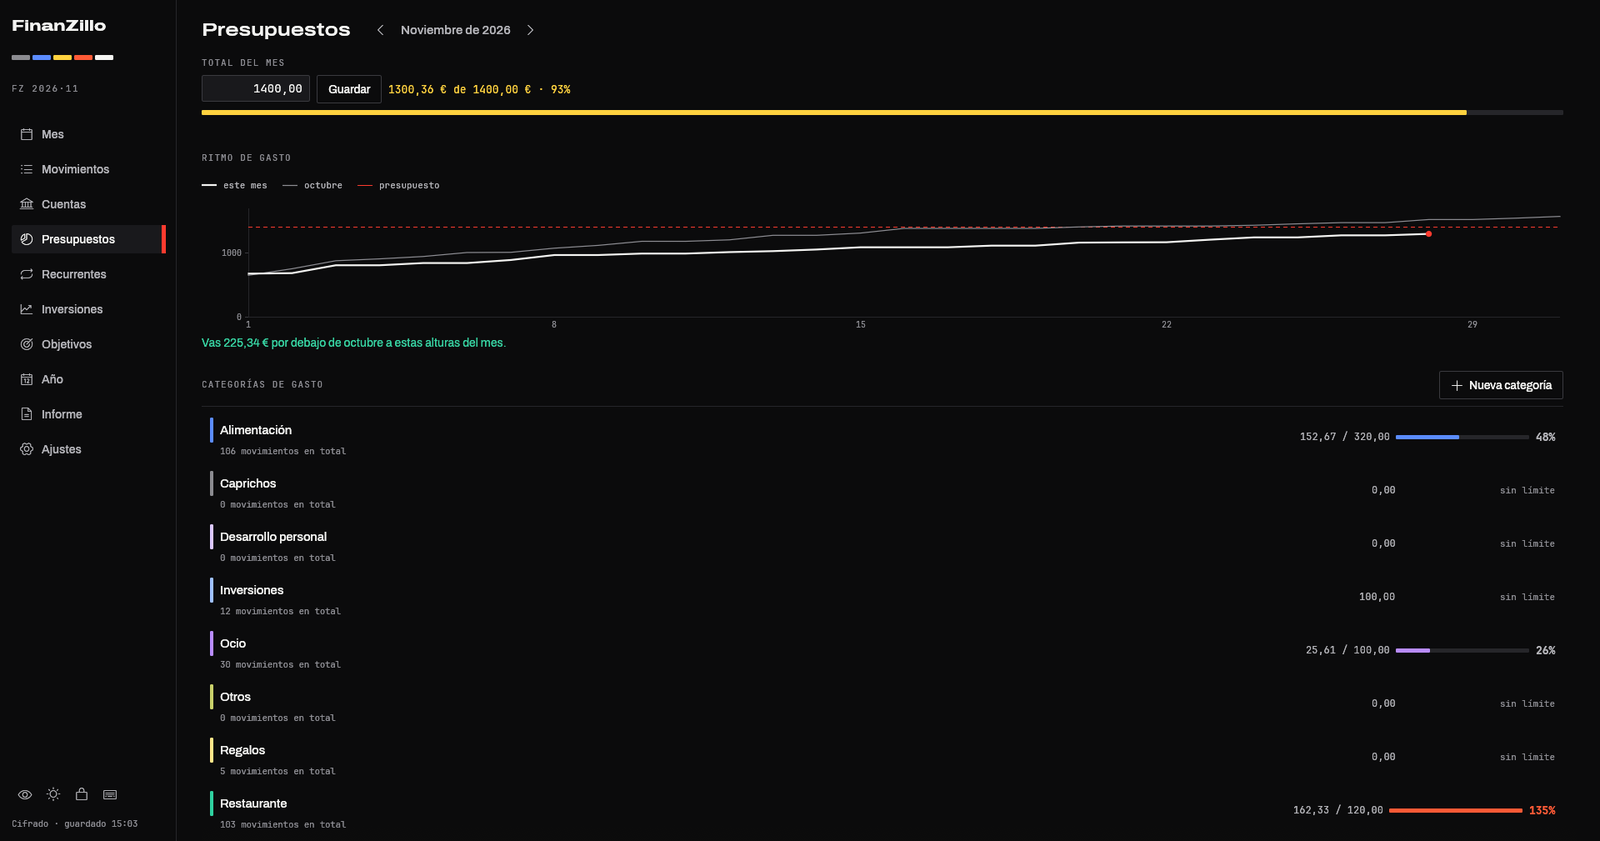 FinanZillo
FZ 2026·11
Mes
Movimientos
Cuentas
Presupuestos
Recurrentes
Inversiones
Objetivos
Año
Informe
Ajustes
Cifrado · guardado 15:03
Presupuestos
Noviembre de 2026
TOTAL DEL MES
1400,00
Guardar
1300,36 € de 1400,00 € · 93%
RITMO DE GASTO
este mes
octubre
presupuesto
1000
0
1
8
15
22
29
Vas 225,34 € por debajo de octubre a estas alturas del mes.
CATEGORÍAS DE GASTO
Nueva categoría
Alimentación
106 movimientos en total
152,67 / 320,00
48%
Caprichos
0 movimientos en total
0,00
sin límite
Desarrollo personal
0 movimientos en total
0,00
sin límite
Inversiones
12 movimientos en total
100,00
sin límite
Ocio
30 movimientos en total
25,61 / 100,00
26%
Otros
0 movimientos en total
0,00
sin límite
Regalos
5 movimientos en total
0,00
sin límite
Restaurante
103 movimientos en total
162,33 / 120,00
135%